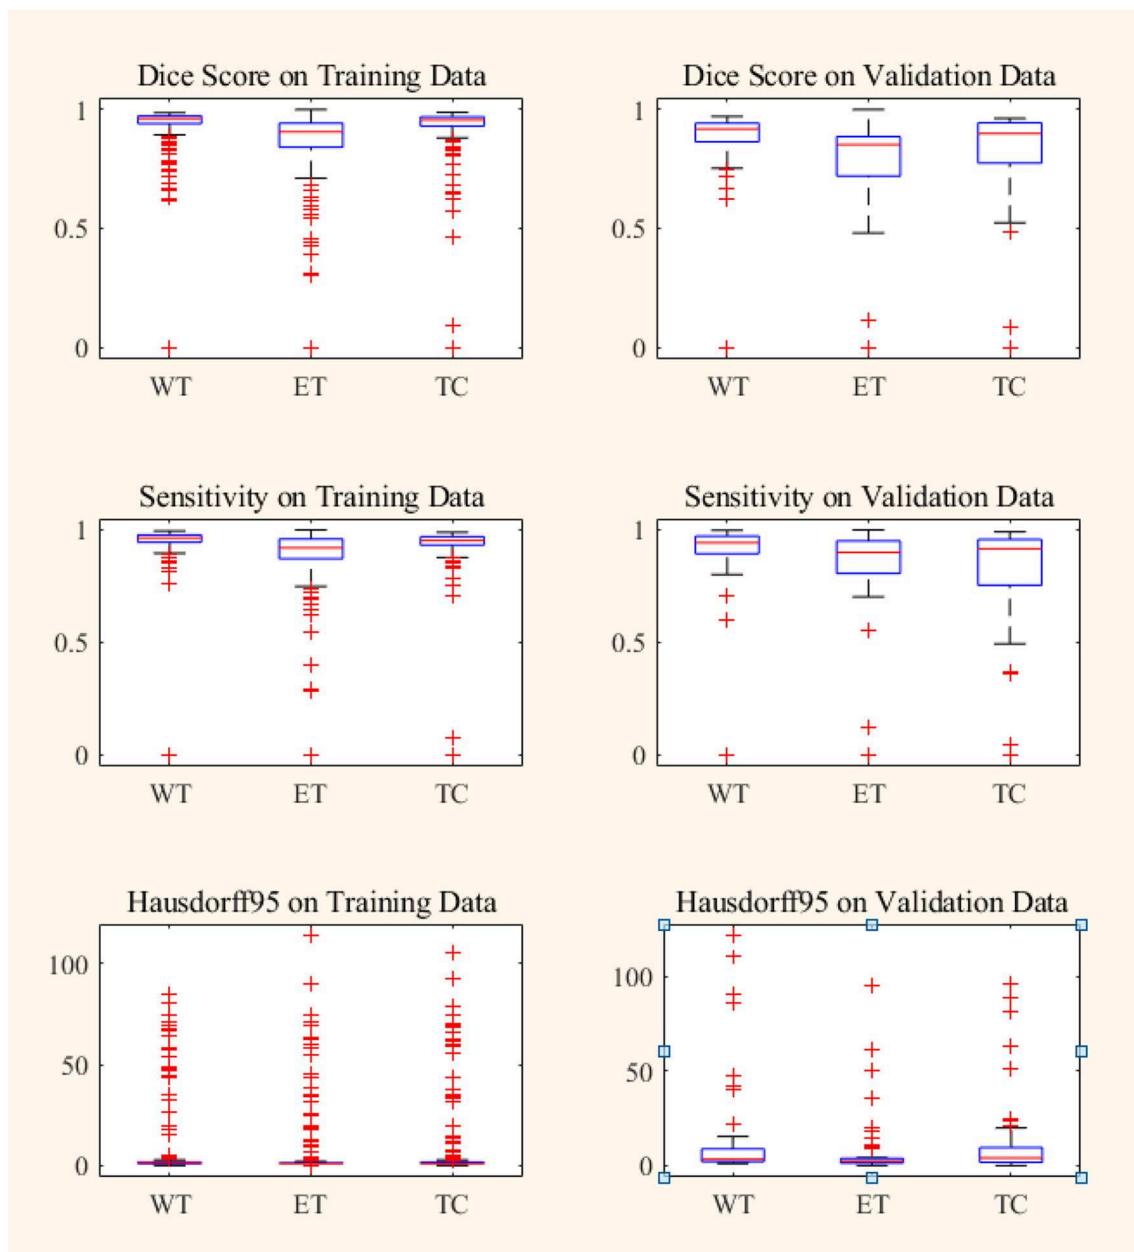 Dice Score on Training Data
1
0.5
0
WT ET TC
Dice Score on Validation Data
1
0.5
0
WT ET TC
Sensitivity on Training Data
1
0.5
0
WT ET TC
Sensitivity on Validation Data
1
0.5
0
WT ET TC
Hausdorff95 on Training Data
100
50
0
WT ET TC
Hausdorff95 on Validation Data
100
50
0
WT ET TC